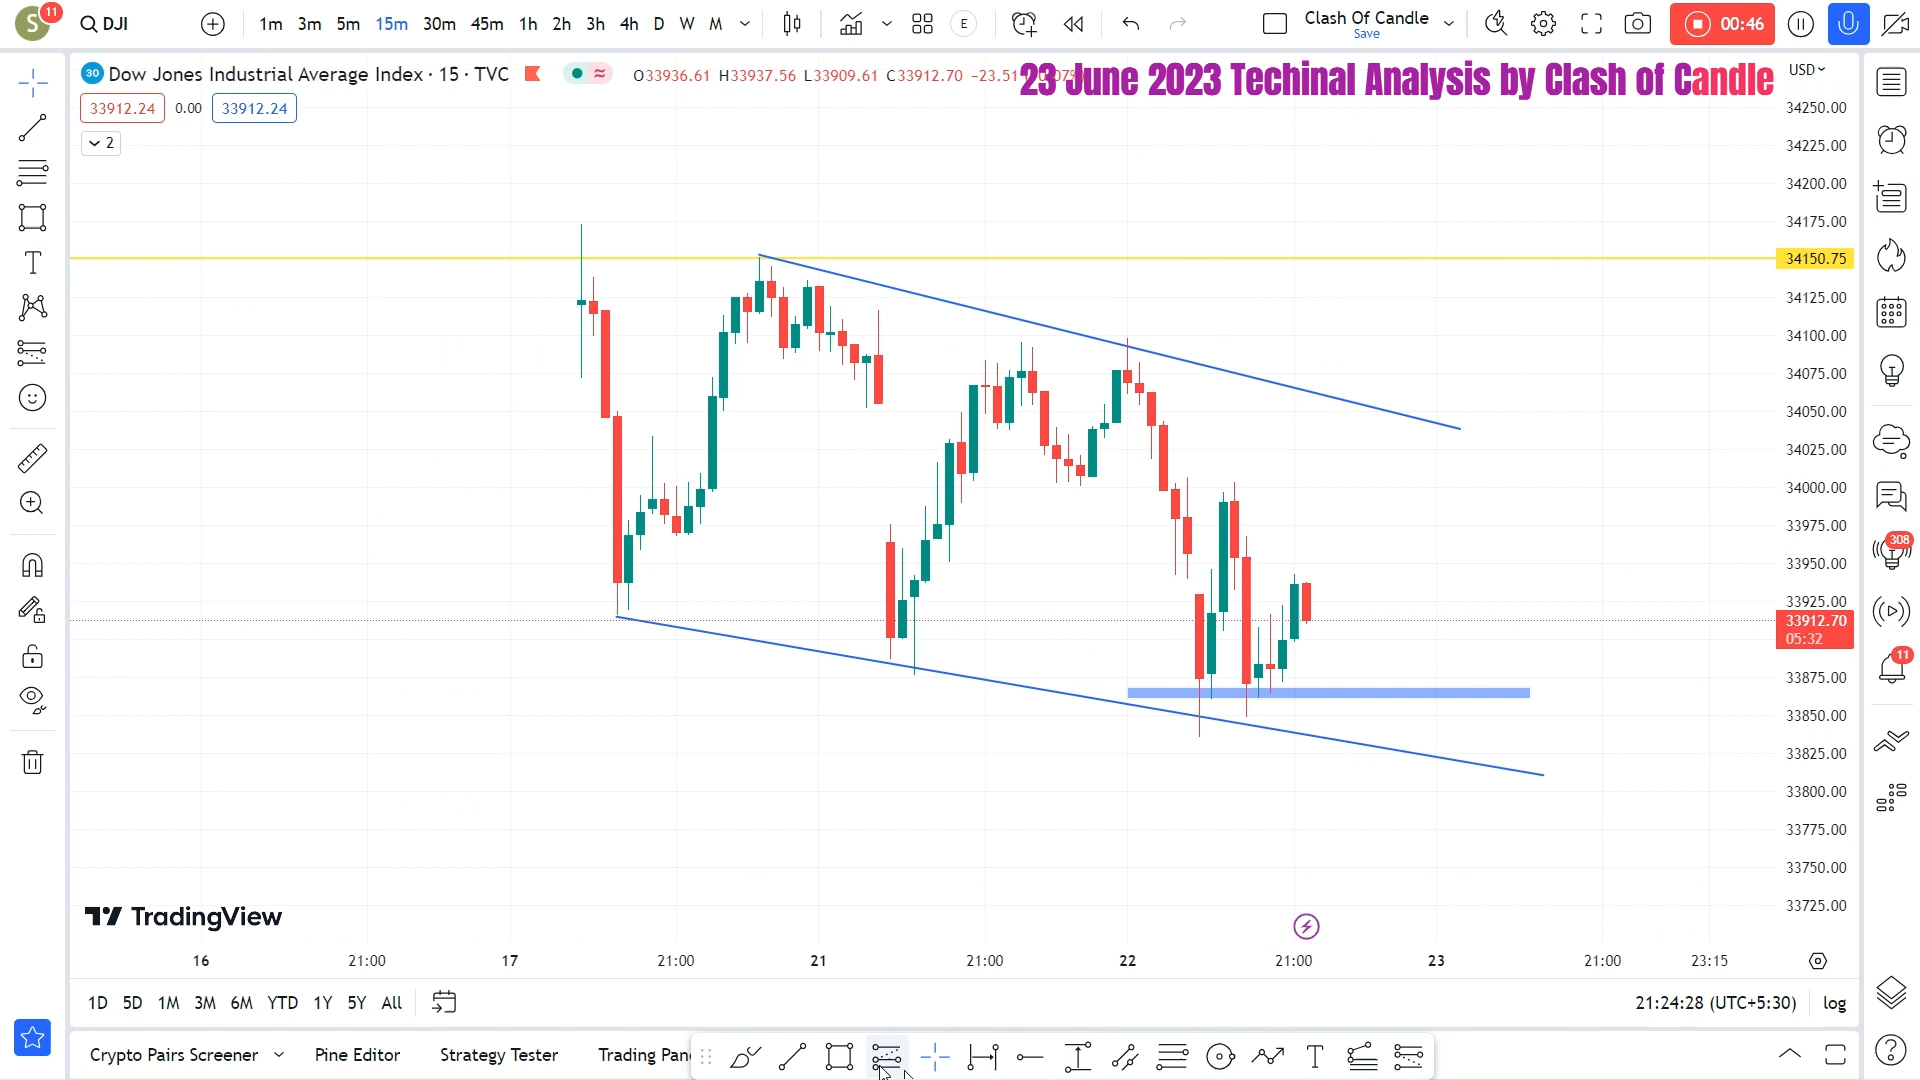 S 11 DJI 1m 3m 5m 15m 30m 45m 1h 2h 3h 4h D W M E Clash Of Candle Save 00:46
30 Dow Jones Industrial Average Index · 15 · TVC O33936.61 H33937.56 L33909.61 C33912.70 −23.51
23 June 2023 Techinal Analysis by Clash of Candle
USD
33912.24 0.00 33912.24
2
34250.00
34225.00
34200.00
34175.00
34150.75
34125.00
34100.00
34075.00
34050.00
34025.00
34000.00
33975.00
33950.00
33925.00
33912.70
05:32
33875.00
33850.00
33825.00
33800.00
33775.00
33750.00
33725.00
308
11
TradingView
16 21:00 17 21:00 21 21:00 22 21:00 23 21:00 23:15
1D 5D 1M 3M 6M YTD 1Y 5Y All 21:24:28 (UTC+5:30) log
Crypto Pairs Screener Pine Editor Strategy Tester Trading Pan T